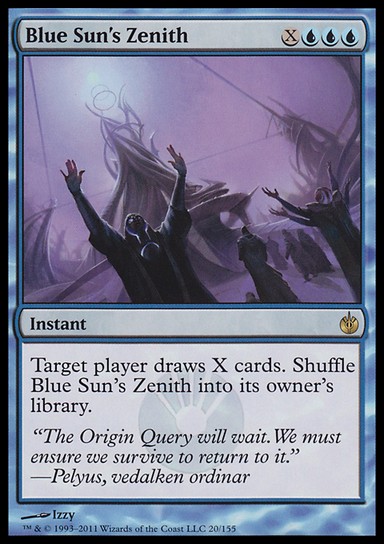 Blue Sun's Zenith X
Instant
Target player draws X cards. Shuffle
Blue Sun's Zenith into its owner's
library.
“The Origin Query will wait. We must
ensure we survive to return to it.”
—Pelyus, vedalken ordinar
Izzy
™ & © 1993–2011 Wizards of the Coast LLC 20/155